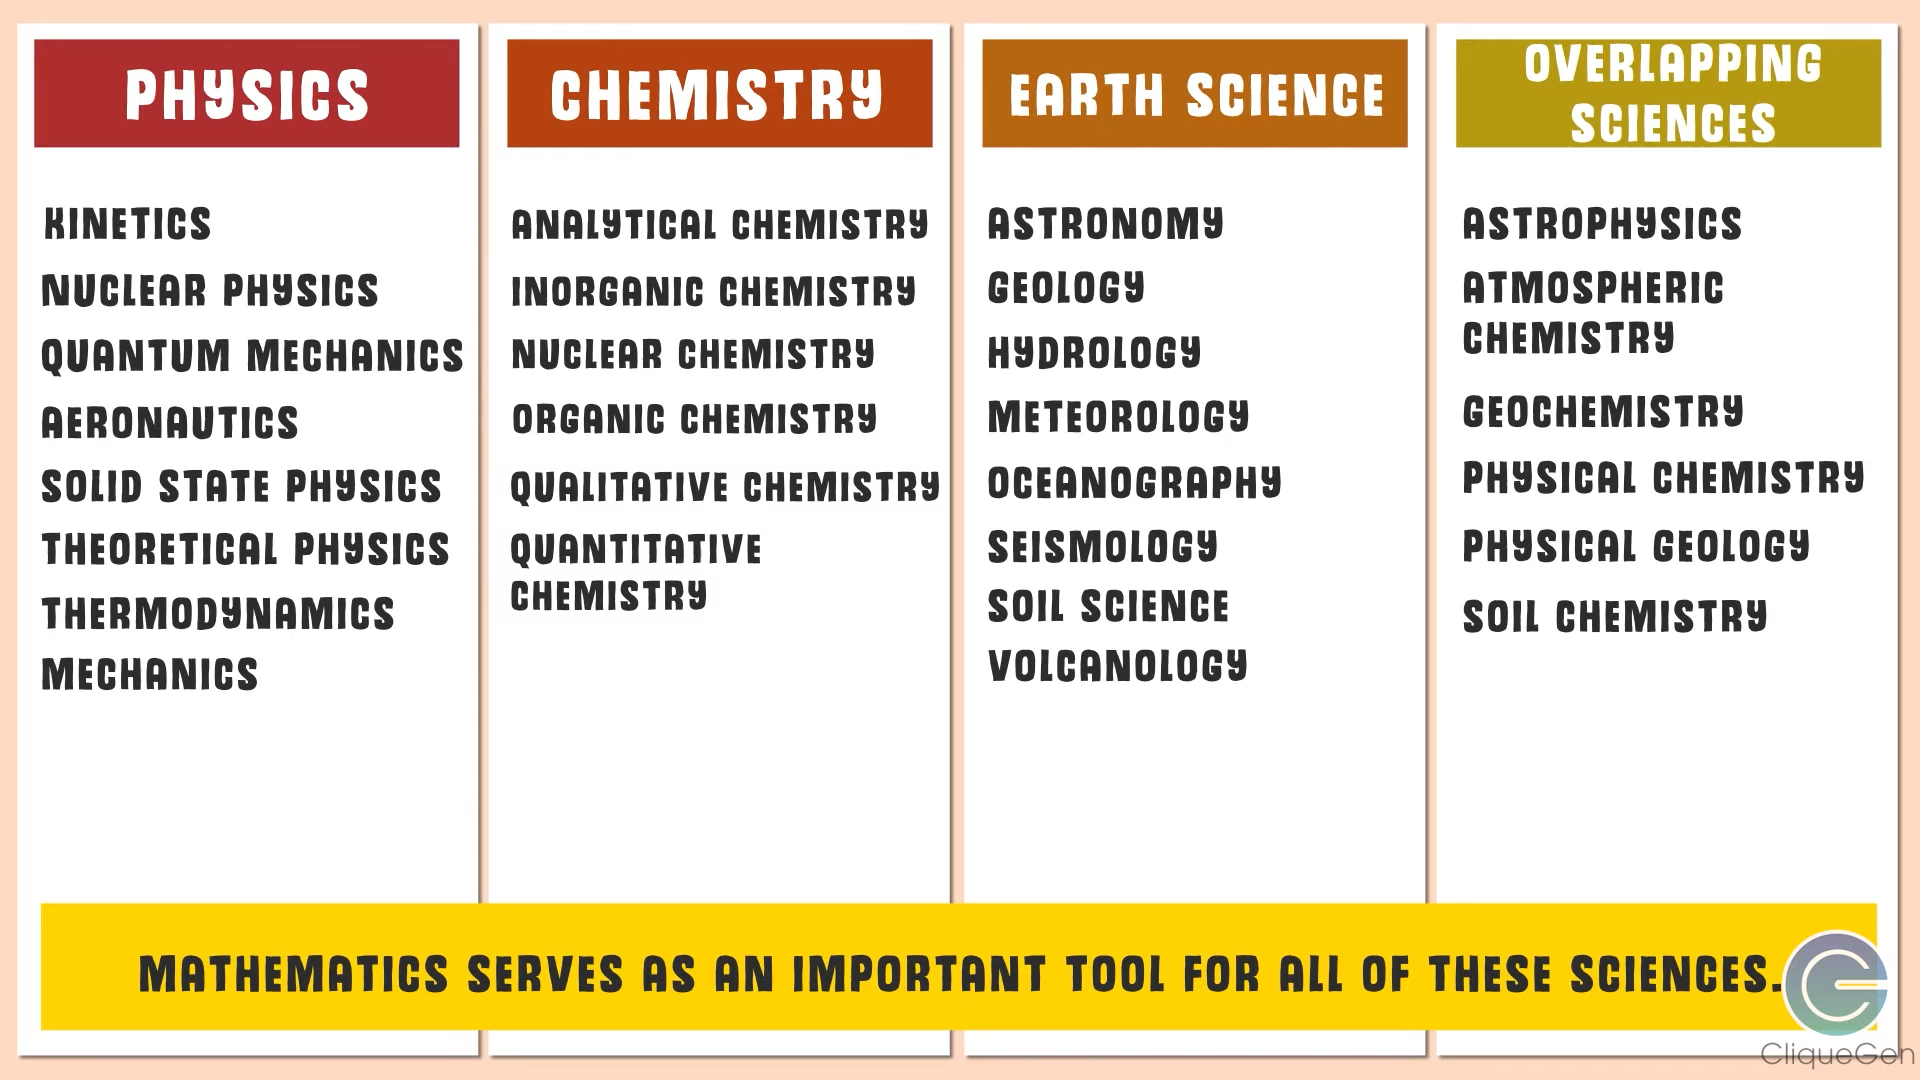 PHYSICS
KINETICS
NUCLEAR PHYSICS
QUANTUM MECHANICS
AERONAUTICS
SOLID STATE PHYSICS
THEORETICAL PHYSICS
THERMODYNAMICS
MECHANICS
CHEMISTRY
ANALYTICAL CHEMISTRY
INORGANIC CHEMISTRY
NUCLEAR CHEMISTRY
ORGANIC CHEMISTRY
QUALITATIVE CHEMISTRY
QUANTITATIVE
CHEMISTRY
EARTH SCIENCE
ASTRONOMY
GEOLOGY
HYDROLOGY
METEOROLOGY
OCEANOGRAPHY
SEISMOLOGY
SOIL SCIENCE
VOLCANOLOGY
OVERLAPPING
SCIENCES
ASTROPHYSICS
ATMOSPHERIC
CHEMISTRY
GEOCHEMISTRY
PHYSICAL CHEMISTRY
PHYSICAL GEOLOGY
SOIL CHEMISTRY
MATHEMATICS SERVES AS AN IMPORTANT TOOL FOR ALL OF THESE SCIENCES.
CliqueGen